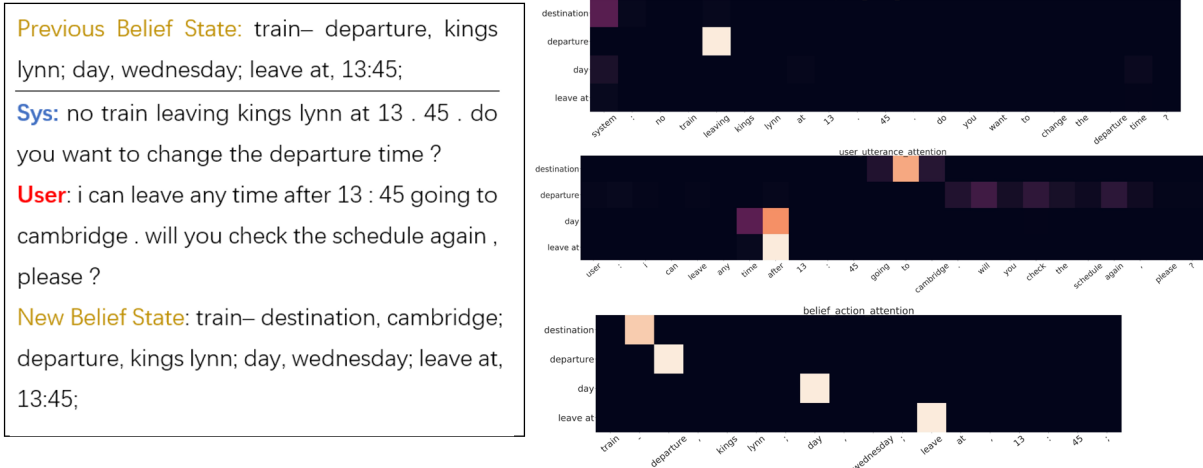 Previous Belief State: train– departure, kings
lynn; day, wednesday; leave at, 13:45;
Sys: no train leaving kings lynn at 13 . 45 . do
you want to change the departure time ?
User: i can leave any time after 13 : 45 going to
cambridge . will you check the schedule again ,
please ?
New Belief State: train– destination, cambridge;
departure, kings lynn; day, wednesday; leave at,
13:45;
destination
departure
day
leave at
system : no train leaving kings lynn at 13 . 45 . do you want to change the departure time ?
user utterance attention
destination
departure
day
leave at
user : i can leave any time after 13 : 45 going to cambridge . will you check the schedule again , please ?
belief action attention
destination
departure
day
leave at
train - departure , kings lynn ; day , wednesday ; leave at , 13 : 45 ;